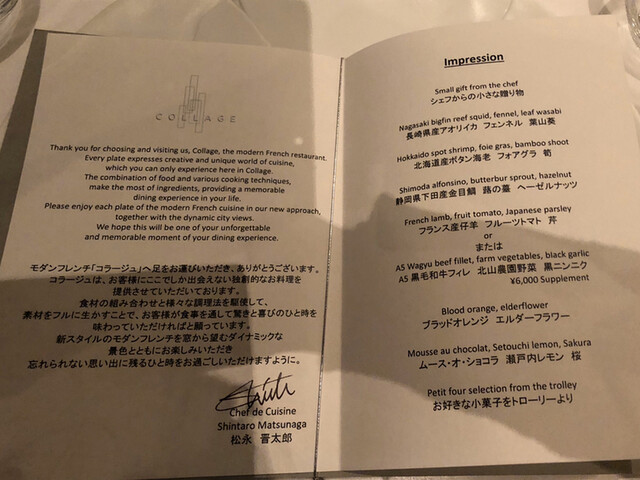 COLLAGE
Thank you for choosing and visiting us, Collage, the modern French restaurant.
Every plate expresses creative and unique world of cuisine,
which you can only experience here in Collage.
The combination of food and various cooking techniques,
make the most of ingredients, providing a memorable
dining experience in your life.
Please enjoy each plate of the modern French cuisine in our new approach,
together with the dynamic city views.
We hope this will be one of your unforgettable
and memorable moment of your dining experience.
モダンフレンチ「コラージュ」へ足をお運びいただき、ありがとうございます。
コラージュは、お客様にここでしか出会えない独創的なお料理を
提供させていただいております。
食材の組み合わせと様々な調理法を駆使して、
素材をフルに生かすことで、お客様が食事を通して驚きと喜びのひと時を
味わっていただければと願っています。
新スタイルのモダンフレンチを窓から望むダイナミックな
景色とともにお楽しみいただき
忘れられない思い出に残るひと時をお過ごしいただけますように。
Chef de Cuisine
Shintaro Matsunaga
松永 晋太郎
Impression
Small gift from the chef
シェフからの小さな贈り物
Nagasaki bigfin reef squid, fennel, leaf wasabi
長崎県産アオリイカ フェンネル 葉山葵
Hokkaido spot shrimp, foie gras, bamboo shoot
北海道産ボタン海老 フォアグラ 筍
Shimoda alfonsino, butterbur sprout, hazelnut
静岡県下田産金目鯛 蕗の薹 ヘーゼルナッツ
French lamb, fruit tomato, Japanese parsley
フランス産仔羊 フルーツトマト 芹
or
または
A5 Wagyu beef fillet, farm vegetables, black garlic
A5 黒毛和牛フィレ 北山農園野菜 黒ニンニク
¥6,000 Supplement
Blood orange, elderflower
ブラッドオレンジ エルダーフラワー
Mousse au chocolat, Setouchi lemon, Sakura
ムース・オ・ショコラ 瀬戸内レモン 桜
Petit four selection from the trolley
お好きな小菓子をトローリーより